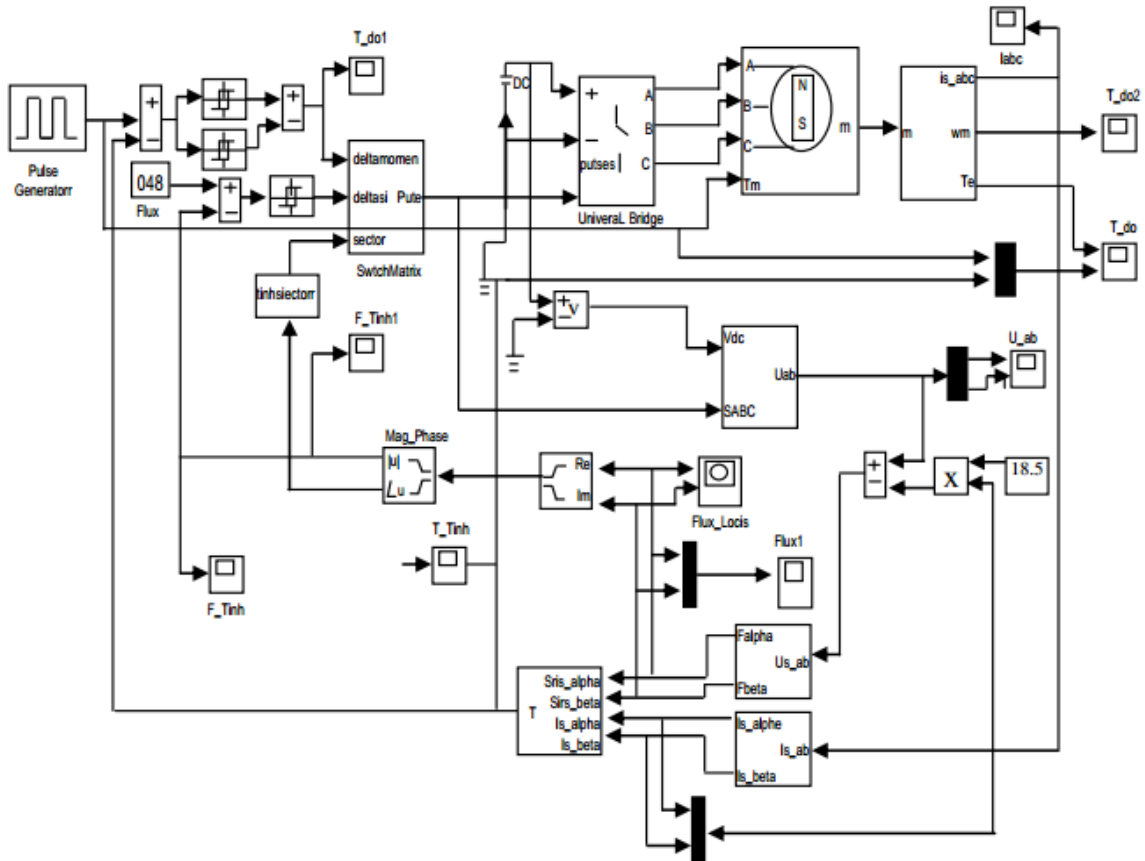 T_do1
Pulse
Generatorr
+
−
+
−
048
Flux
+
−
deltamomen
deltasi
Pute
sector
SwtchMatrix
tinhsiectorr
F_Tinh1
DC
+
−
putses
A
B
C
UniveraL Bridge
A
B
C
Tm
N
S
m
m
is_abc
wm
Te
Iabc
T_do2
T_do
+
−
V
Vdc
SABC
Uab
U_ab
Mag_Phase
|u|
∠u
Re
Im
Flux_Locis
+
−
X
18.5
Flux1
T_Tinh
F_Tinh
Falpha
Us_ab
Fbeta
T
Sris_alpha
Sirs_beta
Is_alpha
Is_beta
Is_alphe
Is_ab
Is_beta